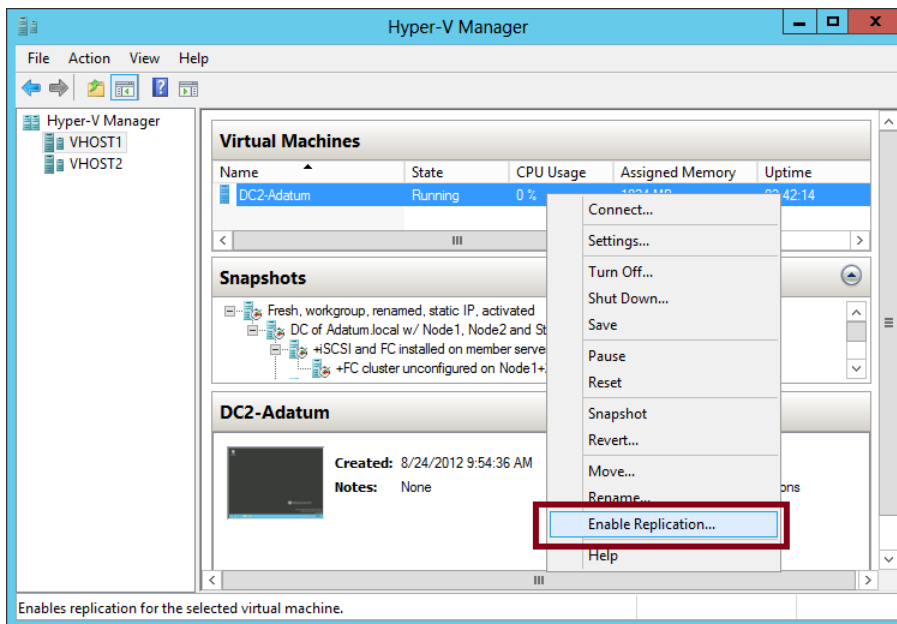 Hyper-V Manager
File Action View Help
Hyper-V Manager
VHOST1
VHOST2
Virtual Machines
Name State CPU Usage Assigned Memory Uptime
DC2-Adatum Running 0 % 42:14
Connect...
Settings...
Turn Off...
Shut Down...
Save
Pause
Reset
Snapshot
Revert...
Move...
Rename...
Enable Replication...
Help
Snapshots
Fresh, workgroup, renamed, static IP, activated
DC of Adatum.local w/ Node1, Node2 and St
+iSCSI and FC installed on member serve
+FC cluster unconfigured on Node1+
DC2-Adatum
Created: 8/24/2012 9:54:36 AM
Notes: None
ons
Enables replication for the selected virtual machine.